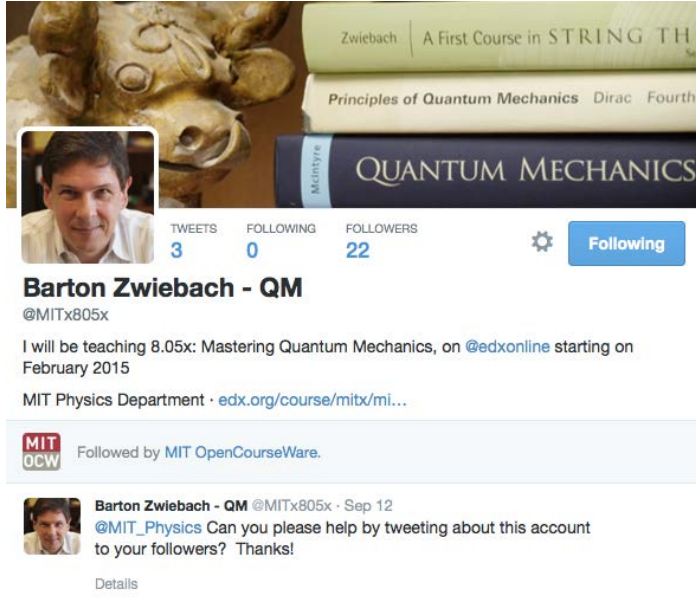 Zwiebach A First Course in STRING TH
Principles of Quantum Mechanics Dirac Fourth
McIntyre QUANTUM MECHANICS
TWEETS FOLLOWING FOLLOWERS
3 0 22
Following
Barton Zwiebach - QM
@MITx805x
I will be teaching 8.05x: Mastering Quantum Mechanics, on @edxonline starting on
February 2015
MIT Physics Department · edx.org/course/mitx/mi...
MIT
OCW
Followed by MIT OpenCourseWare.
Barton Zwiebach - QM @MITx805x · Sep 12
@MIT_Physics Can you please help by tweeting about this account
to your followers? Thanks!
Details